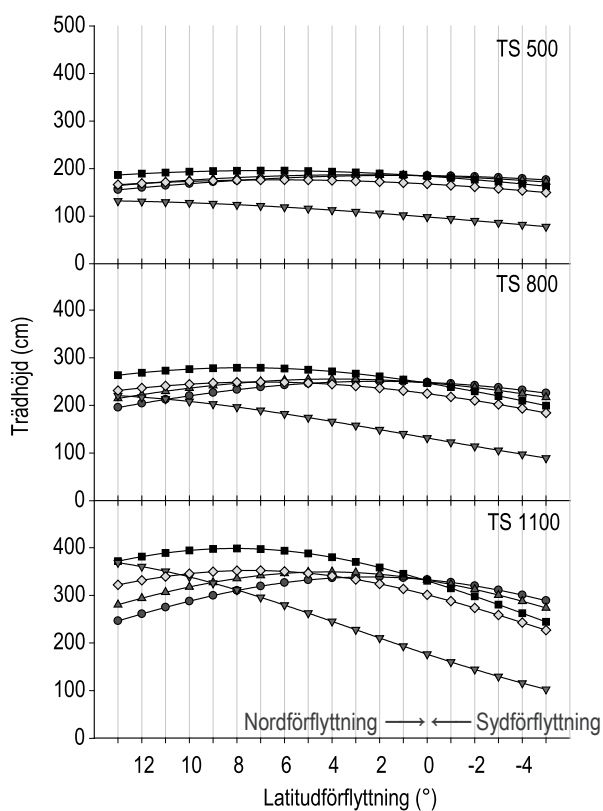 500
TS 500
400
300
200
100
0
TS 800
400
300
200
100
0
TS 1100
400
300
200
100
0
Trädhöjd (cm)
Nordförflyttning
Sydförflyttning
12 10 8 6 4 2 0 -2 -4
Latitudförflyttning (°)